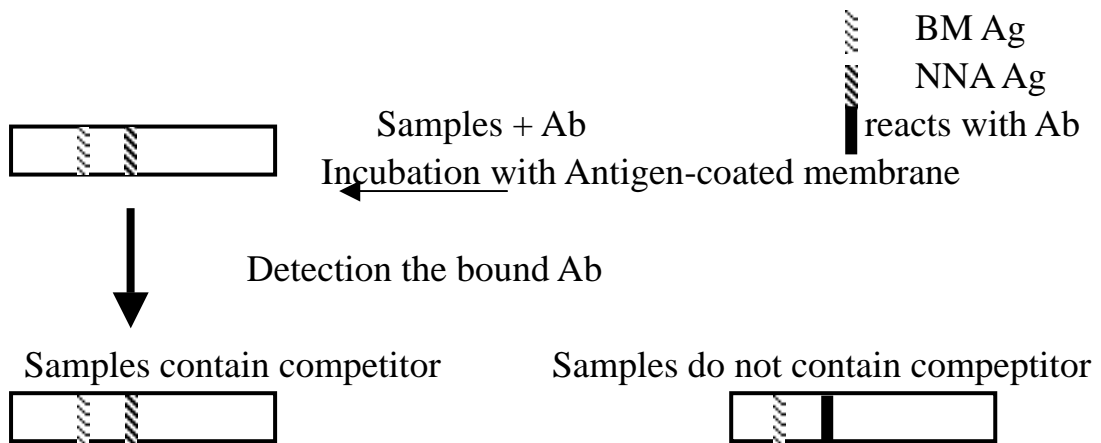 BM Ag
NNA Ag
Samples + Ab
reacts with Ab
Incubation with Antigen-coated membrane
Detection the bound Ab
Samples contain competitor
Samples do not contain compeptitor